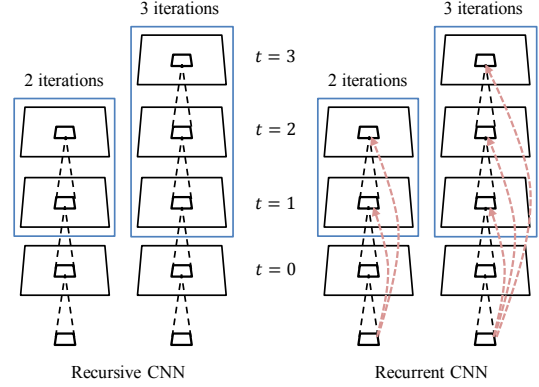 3 iterations
3 iterations
2 iterations
t = 3
2 iterations
t = 2
t = 1
t = 0
Recursive CNN
Recurrent CNN